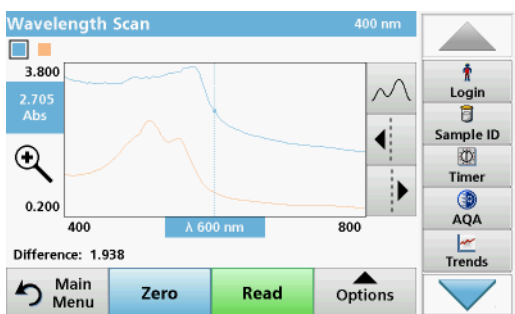 Wavelength Scan 400 nm
3.800
2.705
Abs
0.200
400 λ 600 nm 800
Difference: 1.938
Main
Menu
Zero
Read
Options
Login
Sample ID
Timer
AQA
Trends